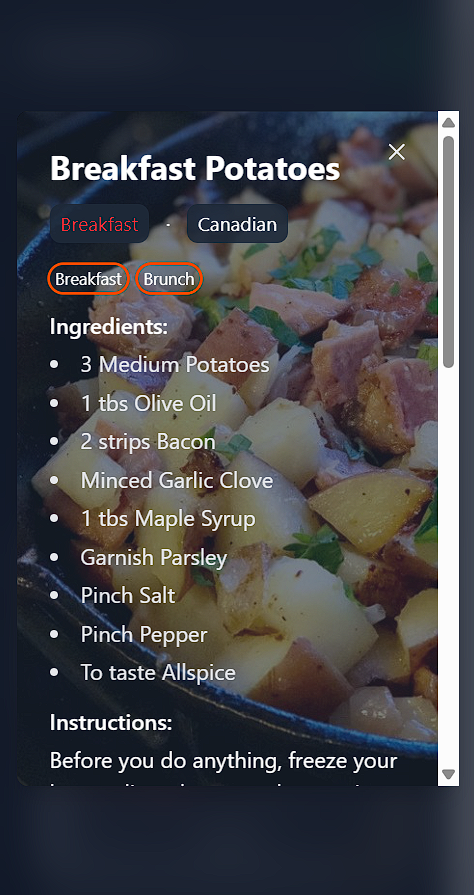 Breakfast Potatoes
Breakfast · Canadian
Breakfast Brunch
Ingredients:
• 3 Medium Potatoes
• 1 tbs Olive Oil
• 2 strips Bacon
• Minced Garlic Clove
• 1 tbs Maple Syrup
• Garnish Parsley
• Pinch Salt
• Pinch Pepper
• To taste Allspice
Instructions:
Before you do anything, freeze your